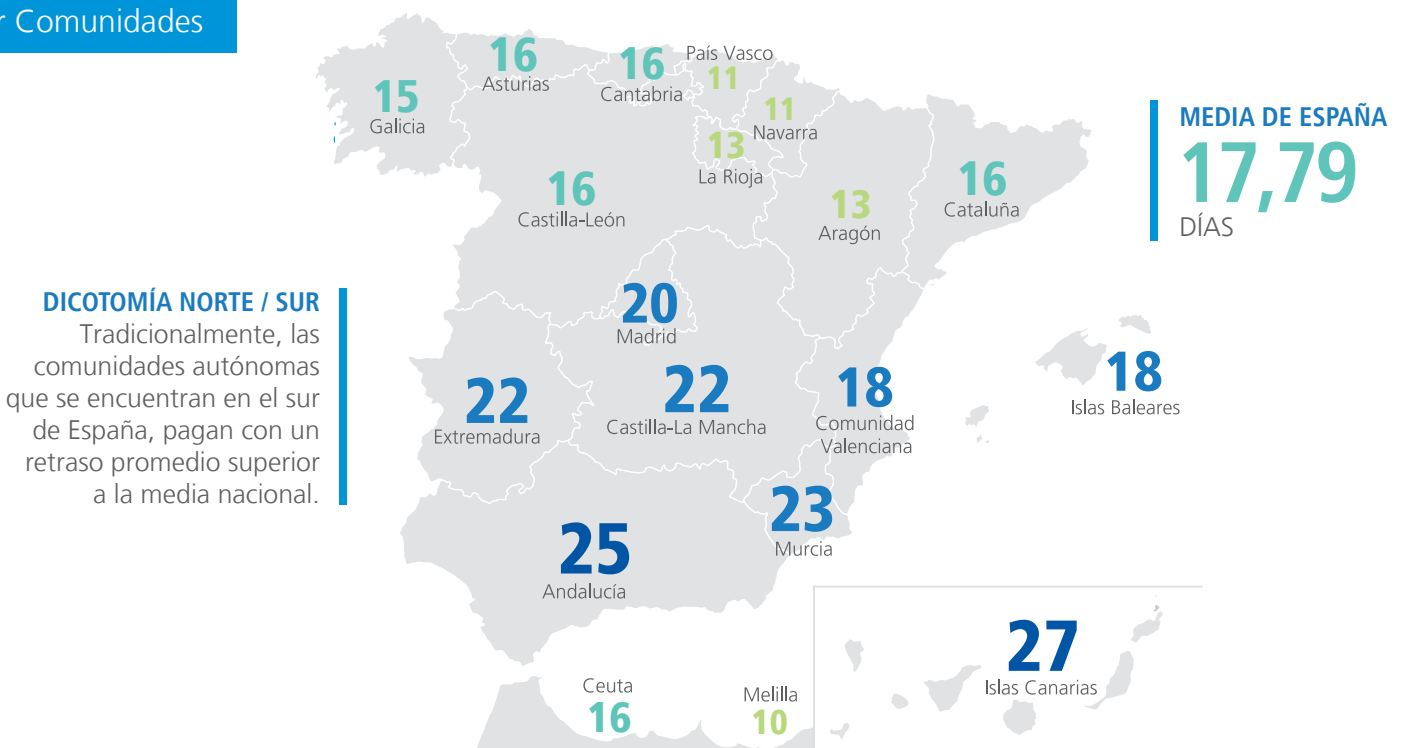 r Comunidades
MEDIA DE ESPAÑA
17,79
DÍAS
DICOTOMÍA NORTE / SUR
Tradicionalmente, las
comunidades autónomas
que se encuentran en el sur
de España, pagan con un
retraso promedio superior
a la media nacional.
15
Galicia
16
Asturias
16
Cantabria
País Vasco
11
11
Navarra
13
La Rioja
16
Castilla-León
13
Aragón
16
Cataluña
20
Madrid
22
Extremadura
22
Castilla-La Mancha
18
Comunidad
Valenciana
18
Islas Baleares
23
Murcia
25
Andalucía
27
Islas Canarias
Ceuta
16
Melilla
10